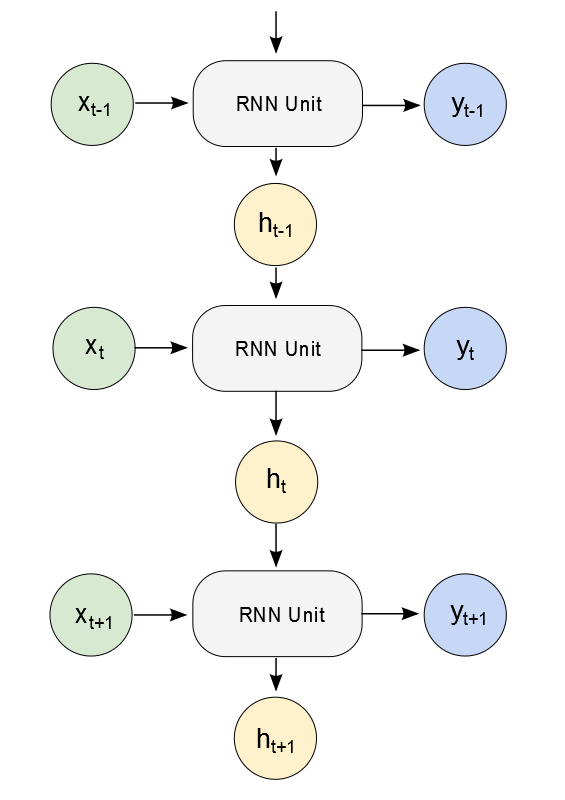 x_{t-1} RNN Unit y_{t-1}
h_{t-1}
x_t RNN Unit y_t
h_t
x_{t+1} RNN Unit y_{t+1}
h_{t+1}